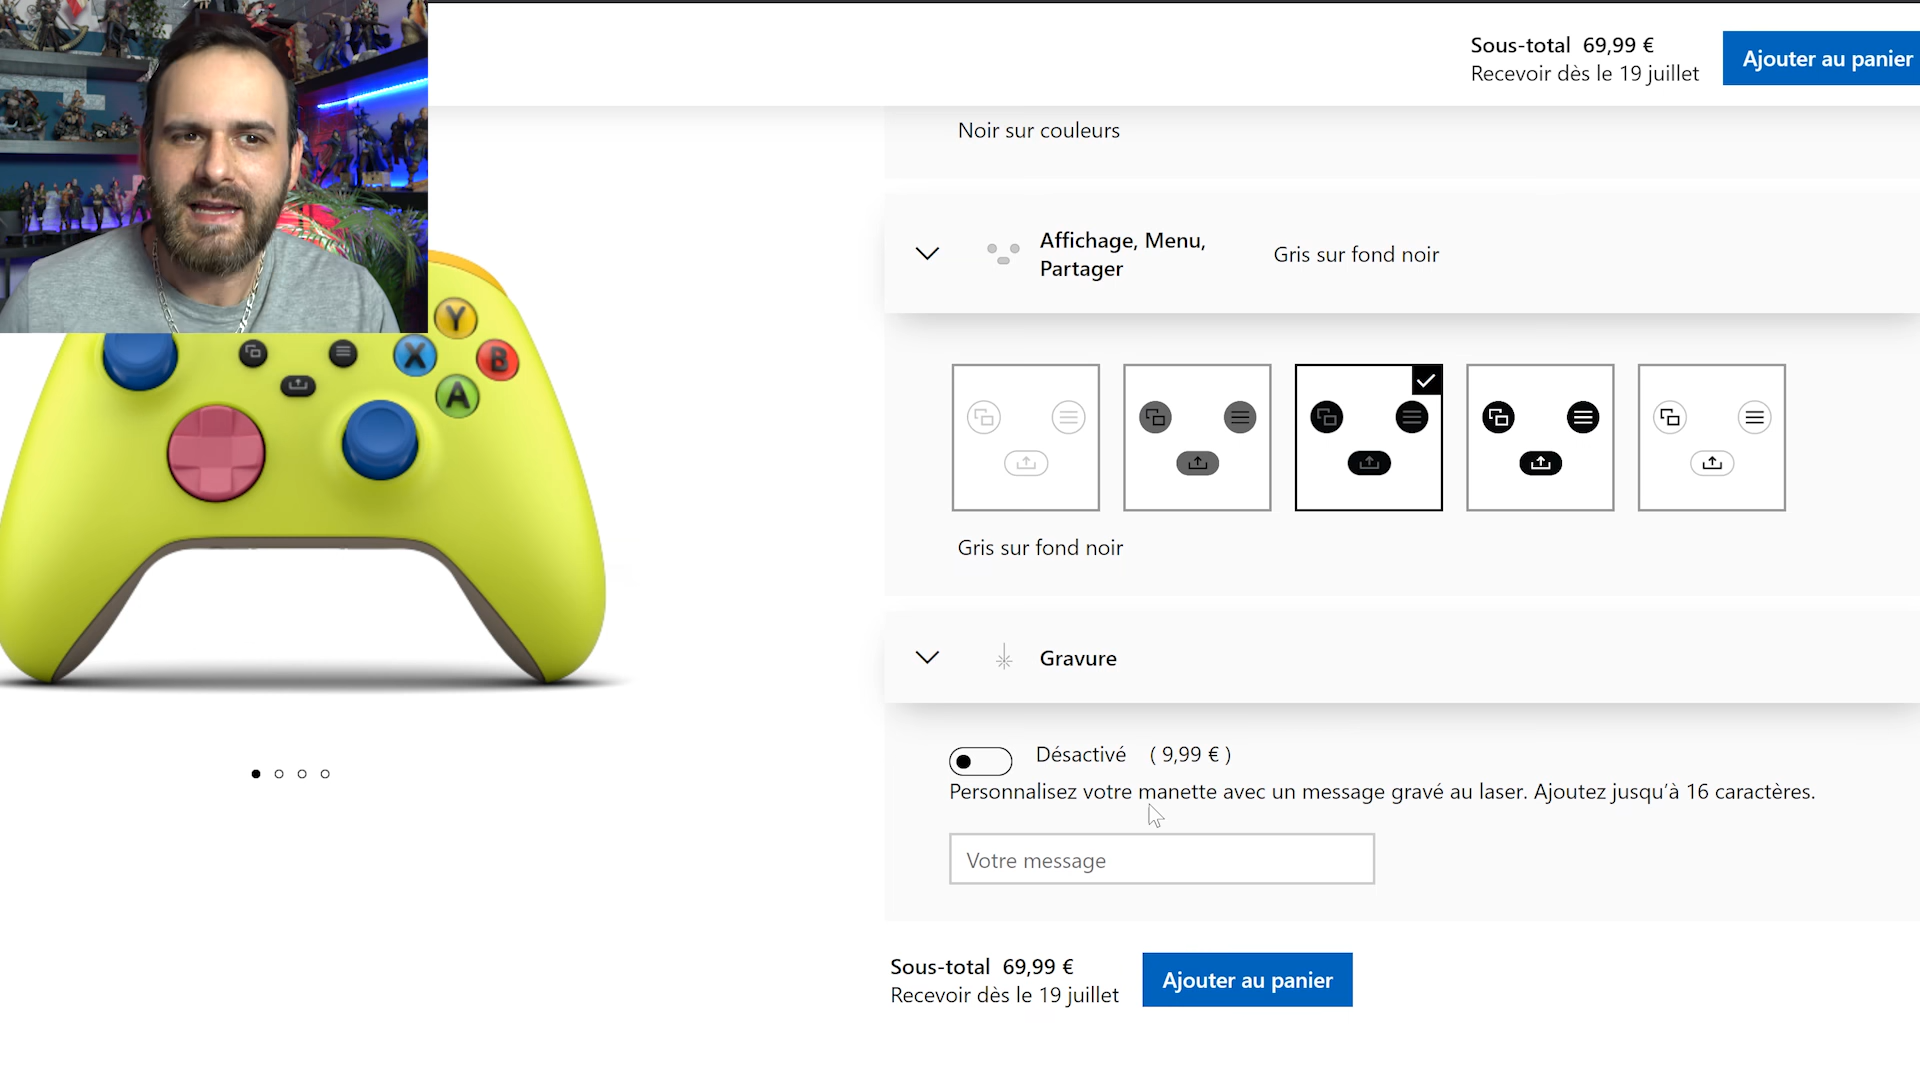 Sous-total 69,99 €
Recevoir dès le 19 juillet
Ajouter au panier
Noir sur couleurs
Affichage, Menu,
Partager
Gris sur fond noir
Y
X
B
A
Gris sur fond noir
Gravure
Désactivé ( 9,99 € )
Personnalisez votre manette avec un message gravé au laser. Ajoutez jusqu'à 16 caractères.
Votre message
Sous-total 69,99 €
Recevoir dès le 19 juillet
Ajouter au panier